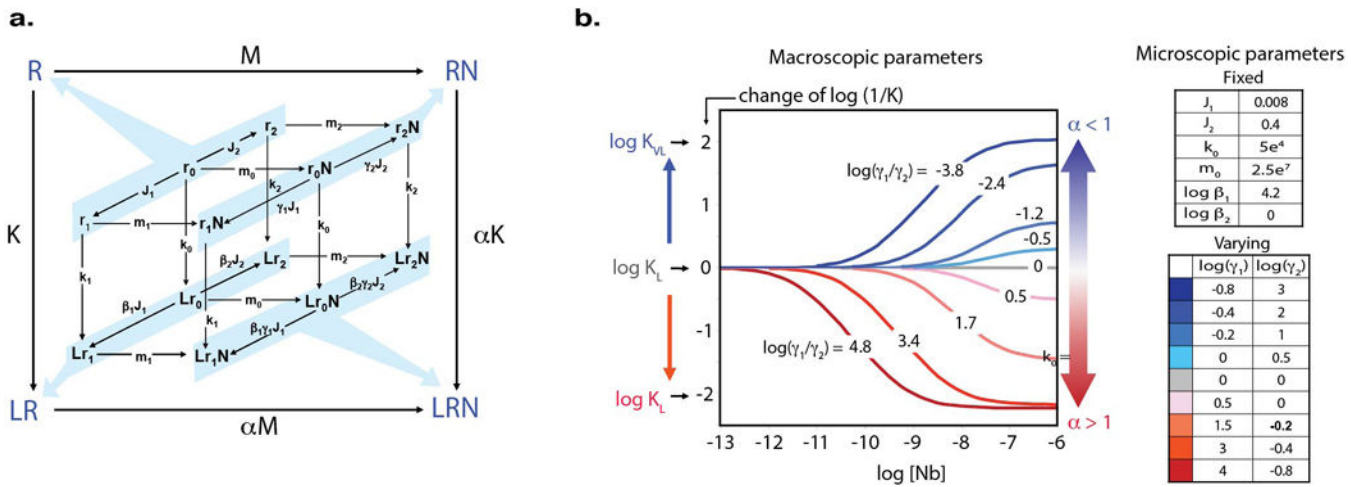 a.
M
R
RN
r₂
m₂
r₂N
J₂
r₀
m₀
r₀N
γ₂J₂
J₁
k₂
k₂
γ₁J₁
r₁
m₁
r₁N
k₀
K
αK
k₀
k₁
β₂J₂
Lr₂
m₂
Lr₂N
β₁J₁
Lr₀
m₀
Lr₀N
β₂γ₂J₂
k₁
β₁γ₁J₁
Lr₁
m₁
Lr₁N
LR
LRN
αM
b.
Macroscopic parameters
change of log (1/K)
α < 1
log K_VL
2
log(γ₁/γ₂) = -3.8
-2.4
1
-1.2
-0.5
log K_L
0
0
0.5
1.7
-1
3.4
log(γ₁/γ₂) = 4.8
k₀ =
log K_L
-2
α > 1
-13 -12 -11 -10 -9 -8 -7 -6
log [Nb]
Microscopic parameters
Fixed
J₁ 0.008
J₂ 0.4
k₀ 5e⁴
m₀ 2.5e⁷
log β₁ 4.2
log β₂ 0
Varying
log(γ₁) log(γ₂)
-0.8 3
-0.4 2
-0.2 1
0 0.5
0 0
0.5 0
1.5 -0.2
3 -0.4
4 -0.8